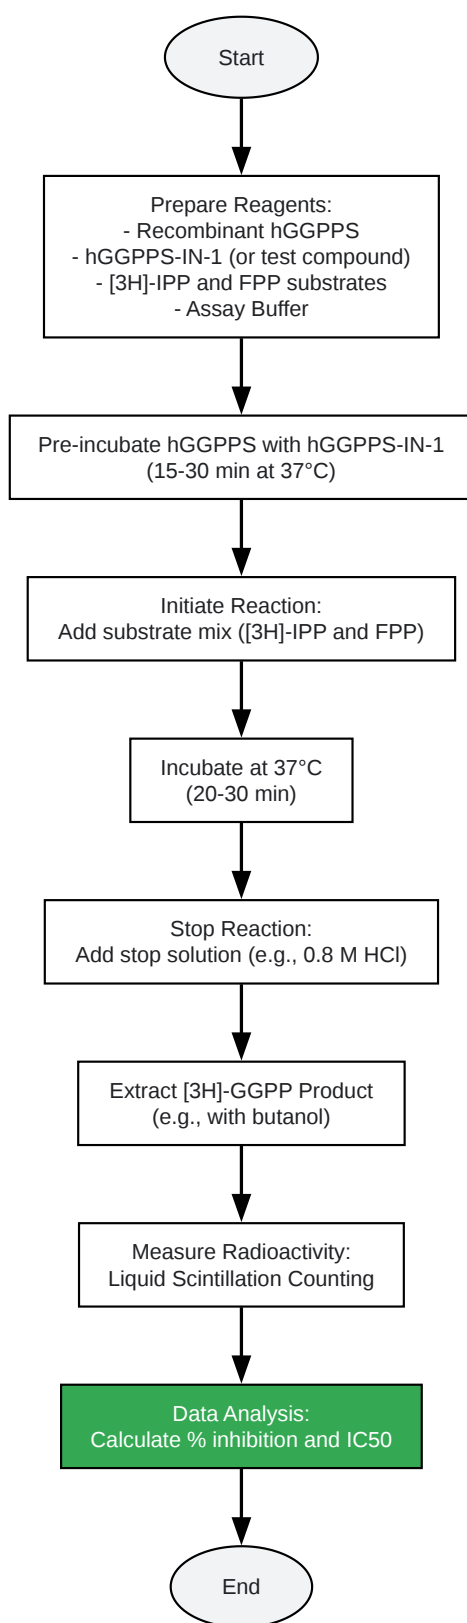 Start
Prepare Reagents:
- Recombinant hGGPPS
- hGGPPS-IN-1 (or test compound)
- [3H]-IPP and FPP substrates
- Assay Buffer
Pre-incubate hGGPPS with hGGPPS-IN-1
(15-30 min at 37°C)
Initiate Reaction:
Add substrate mix ([3H]-IPP and FPP)
Incubate at 37°C
(20-30 min)
Stop Reaction:
Add stop solution (e.g., 0.8 M HCl)
Extract [3H]-GGPP Product
(e.g., with butanol)
Measure Radioactivity:
Liquid Scintillation Counting
Data Analysis:
Calculate % inhibition and IC50
End